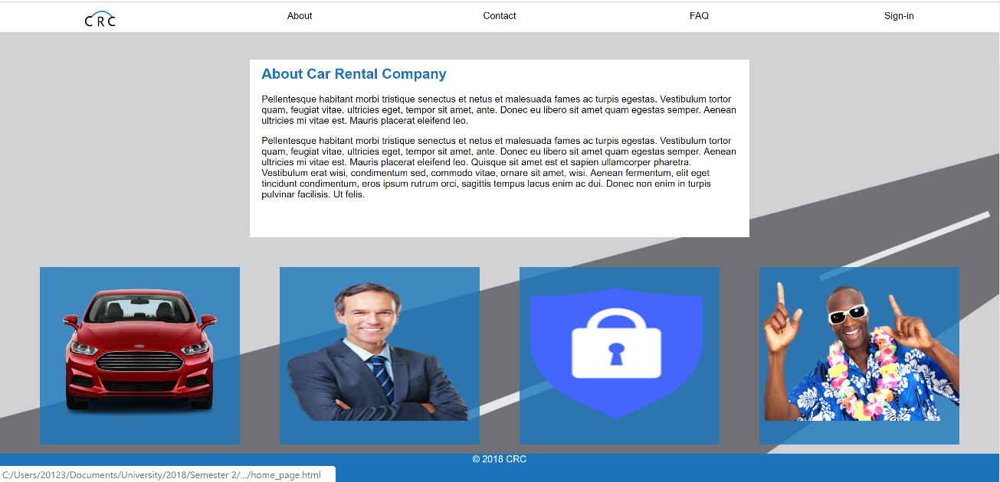 CRC
About
Contact
FAQ
Sign-in
About Car Rental Company
Pellentesque habitant morbi tristique senectus et netus et malesuada fames ac turpis egestas. Vestibulum tortor
quam, feugiat vitae, ultricies eget, tempor sit amet, ante. Donec eu libero sit amet quam egestas semper. Aenean
ultricies mi vitae est. Mauris placerat eleifend leo.
Pellentesque habitant morbi tristique senectus et netus et malesuada fames ac turpis egestas. Vestibulum tortor
quam, feugiat vitae, ultricies eget, tempor sit amet, ante. Donec eu libero sit amet quam egestas semper. Aenean
ultricies mi vitae est. Mauris placerat eleifend leo. Quisque sit amet est et sapien ullamcorper pharetra.
Vestibulum erat wisi, condimentum sed, commodo vitae, ornare sit amet, wisi. Aenean fermentum, elit eget
tincidunt condimentum, eros ipsum rutrum orci, sagittis tempus lacus enim ac dui. Donec non enim in turpis
pulvinar facilisis. Ut felis.
© 2018 CRC
C:/Users/20123/Documents/University/2018/Semester 2/.../home_page.html